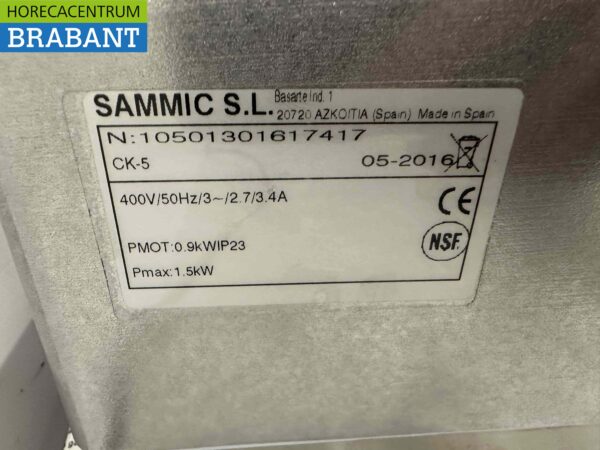 HORECACENTRUM
BRABANT
SAMMIC S.L. Basarte Ind. 1
20720 AZKOITIA (Spain) Made in Spain
N:10501301617417
CK-5 05-2016
400V/50Hz/3~/2.7/3.4A
CE
PMOT:0.9kWIP23
NSF.
Pmax:1.5kW